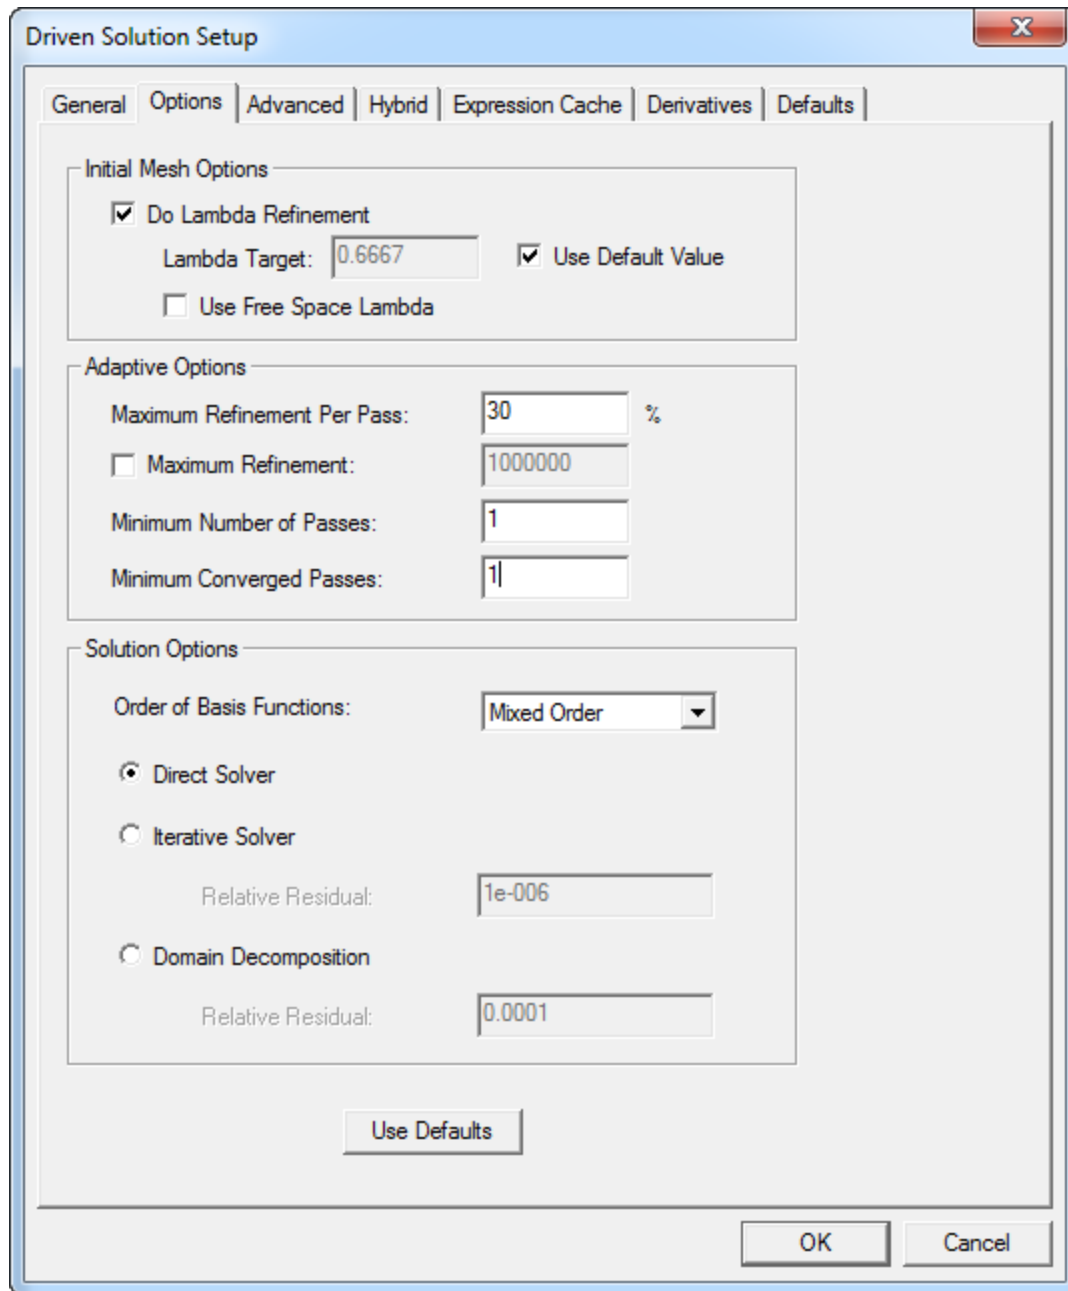 Driven Solution Setup
General Options Advanced Hybrid Expression Cache Derivatives Defaults
Initial Mesh Options
Do Lambda Refinement
Lambda Target: 0.6667 Use Default Value
Use Free Space Lambda
Adaptive Options
Maximum Refinement Per Pass: 30 %
Maximum Refinement: 1000000
Minimum Number of Passes: 1
Minimum Converged Passes: 1
Solution Options
Order of Basis Functions: Mixed Order
Direct Solver
Iterative Solver
Relative Residual: 1e-006
Domain Decomposition
Relative Residual: 0.0001
Use Defaults
OK Cancel